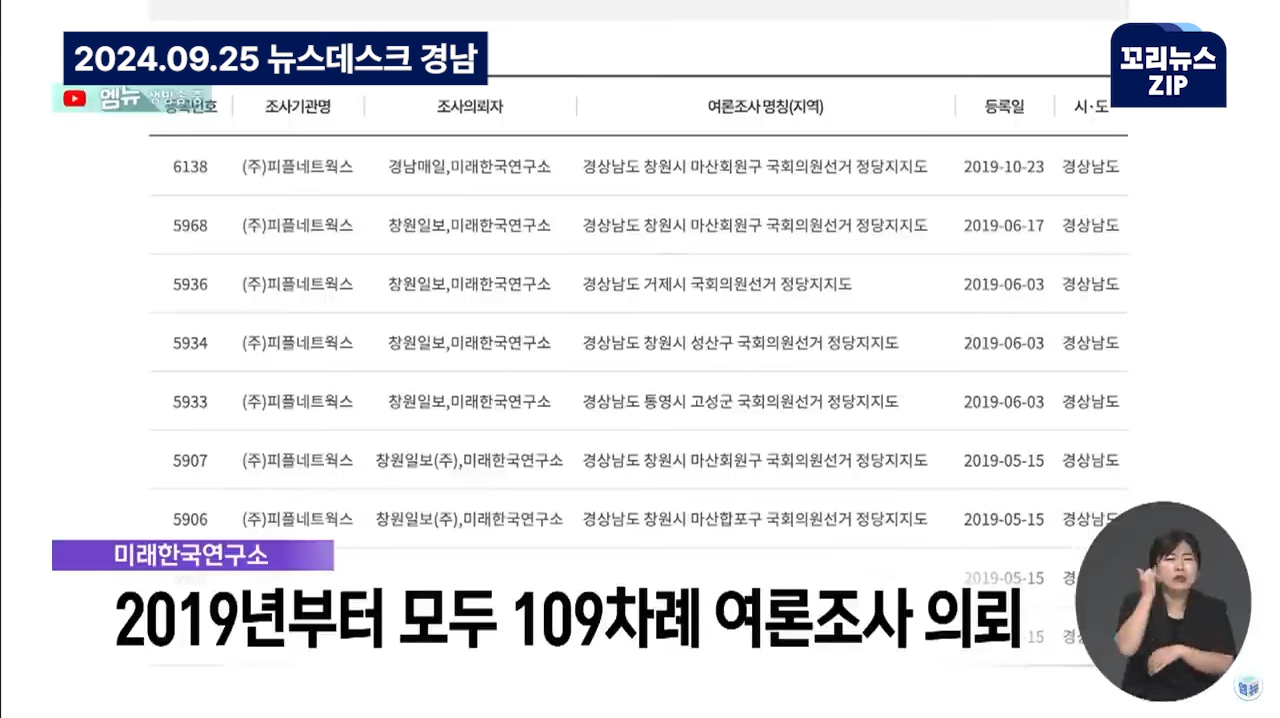 2024.09.25 뉴스데스크 경남
꼬리뉴스
ZIP
엠뉴 생방송 중
등록번호 조사기관명 조사의뢰자 여론조사 명칭(지역) 등록일 시·도
6138 (주)피플네트웍스 경남매일,미래한국연구소 경상남도 창원시 마산회원구 국회의원선거 정당지지도 2019-10-23 경상남도
5968 (주)피플네트웍스 창원일보,미래한국연구소 경상남도 창원시 마산회원구 국회의원선거 정당지지도 2019-06-17 경상남도
5936 (주)피플네트웍스 창원일보,미래한국연구소 경상남도 거제시 국회의원선거 정당지지도 2019-06-03 경상남도
5934 (주)피플네트웍스 창원일보,미래한국연구소 경상남도 창원시 성산구 국회의원선거 정당지지도 2019-06-03 경상남도
5933 (주)피플네트웍스 창원일보,미래한국연구소 경상남도 통영시 고성군 국회의원선거 정당지지도 2019-06-03 경상남도
5907 (주)피플네트웍스 창원일보(주),미래한국연구소 경상남도 창원시 마산회원구 국회의원선거 정당지지도 2019-05-15 경상남도
5906 (주)피플네트웍스 창원일보(주),미래한국연구소 경상남도 창원시 마산합포구 국회의원선거 정당지지도 2019-05-15 경상남도
2019-05-15
미래한국연구소
2019년부터 모두 109차례 여론조사 의뢰
엠뉴